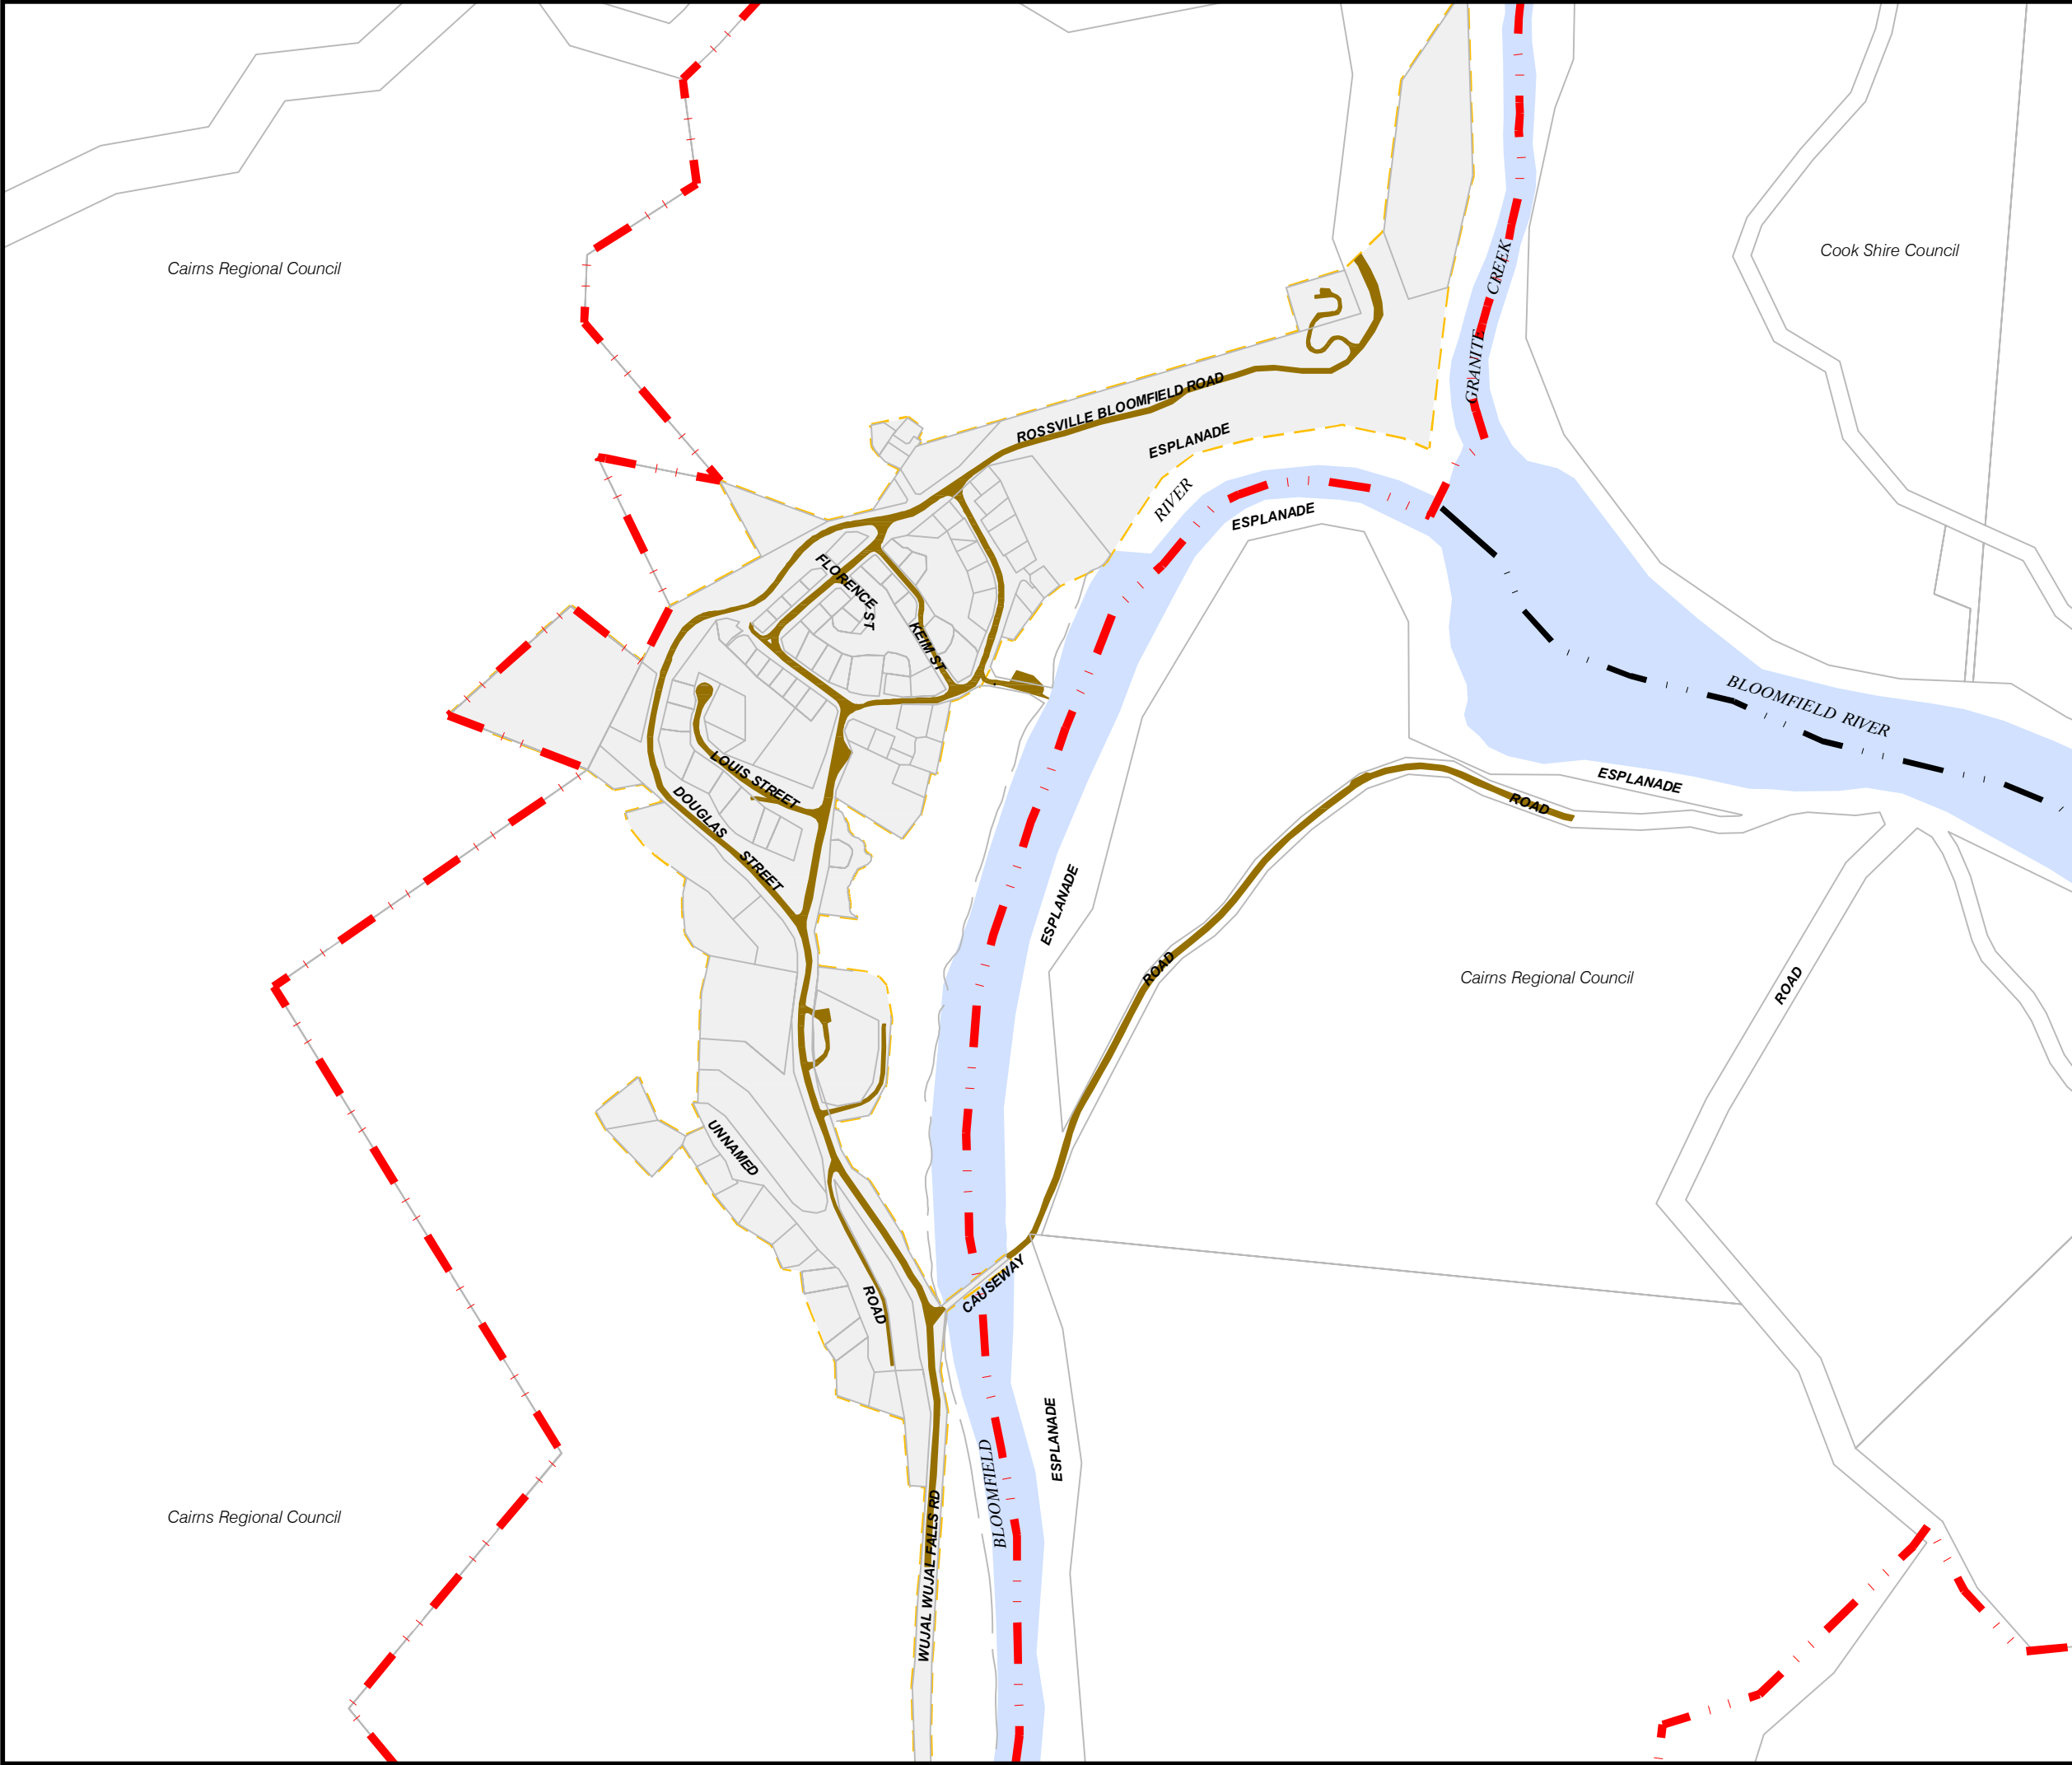 Cairns Regional Council
Cook Shire Council
GRANITE CREEK
ROSSVILLE BLOOMFIELD ROAD
ESPLANADE
RIVER
ESPLANADE
FLORENCE ST
KEIM ST
BLOOMFIELD RIVER
LOUIS STREET
ESPLANADE
ROAD
DOUGLAS STREET
ESPLANADE
ROAD
Cairns Regional Council
ROAD
UNNAMED ROAD
CAUSEWAY
ESPLANADE
BLOOMFIELD
Cairns Regional Council
WUJAL WUJAL FALLS RD